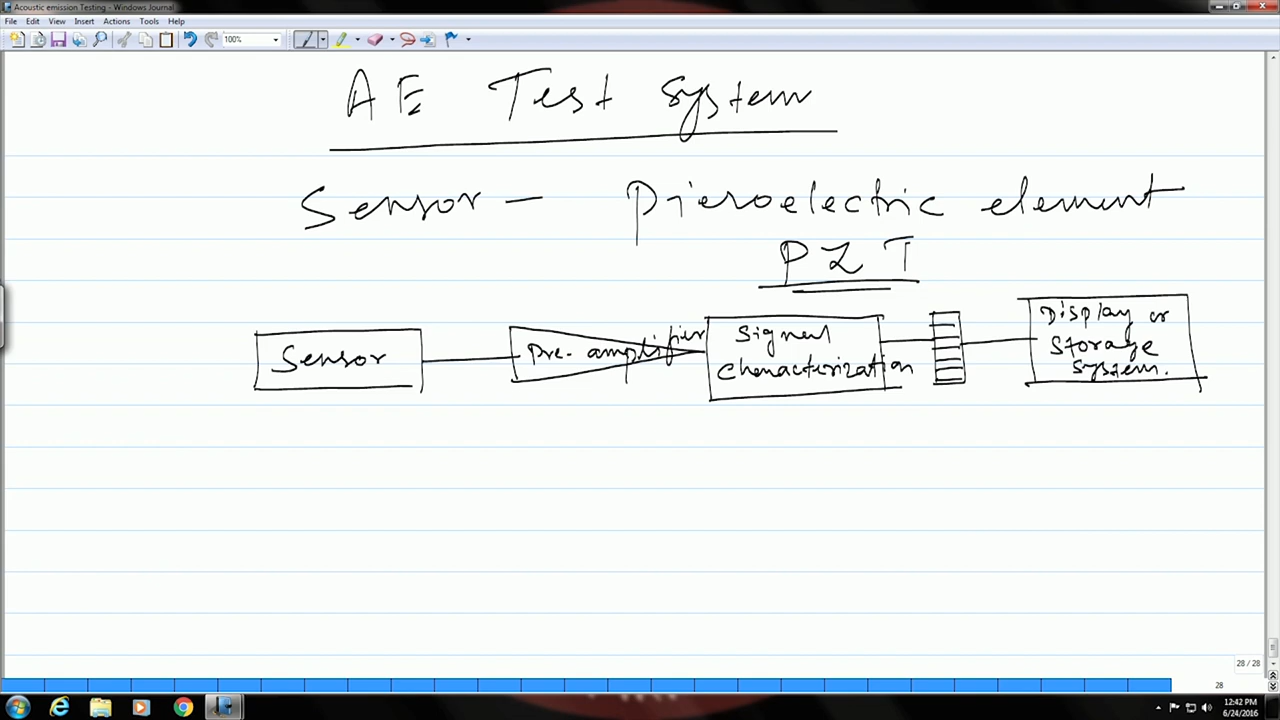 Acoustic emission Testing - Windows Journal
File Edit View Insert Actions Tools Help
100%
AE Test System
Sensor - Piezoelectric element
PZT
Sensor
Pre-amplifier
Signal
Characterization
Display or
Storage
System.
28 / 28
28
12:42 PM
6/24/2016